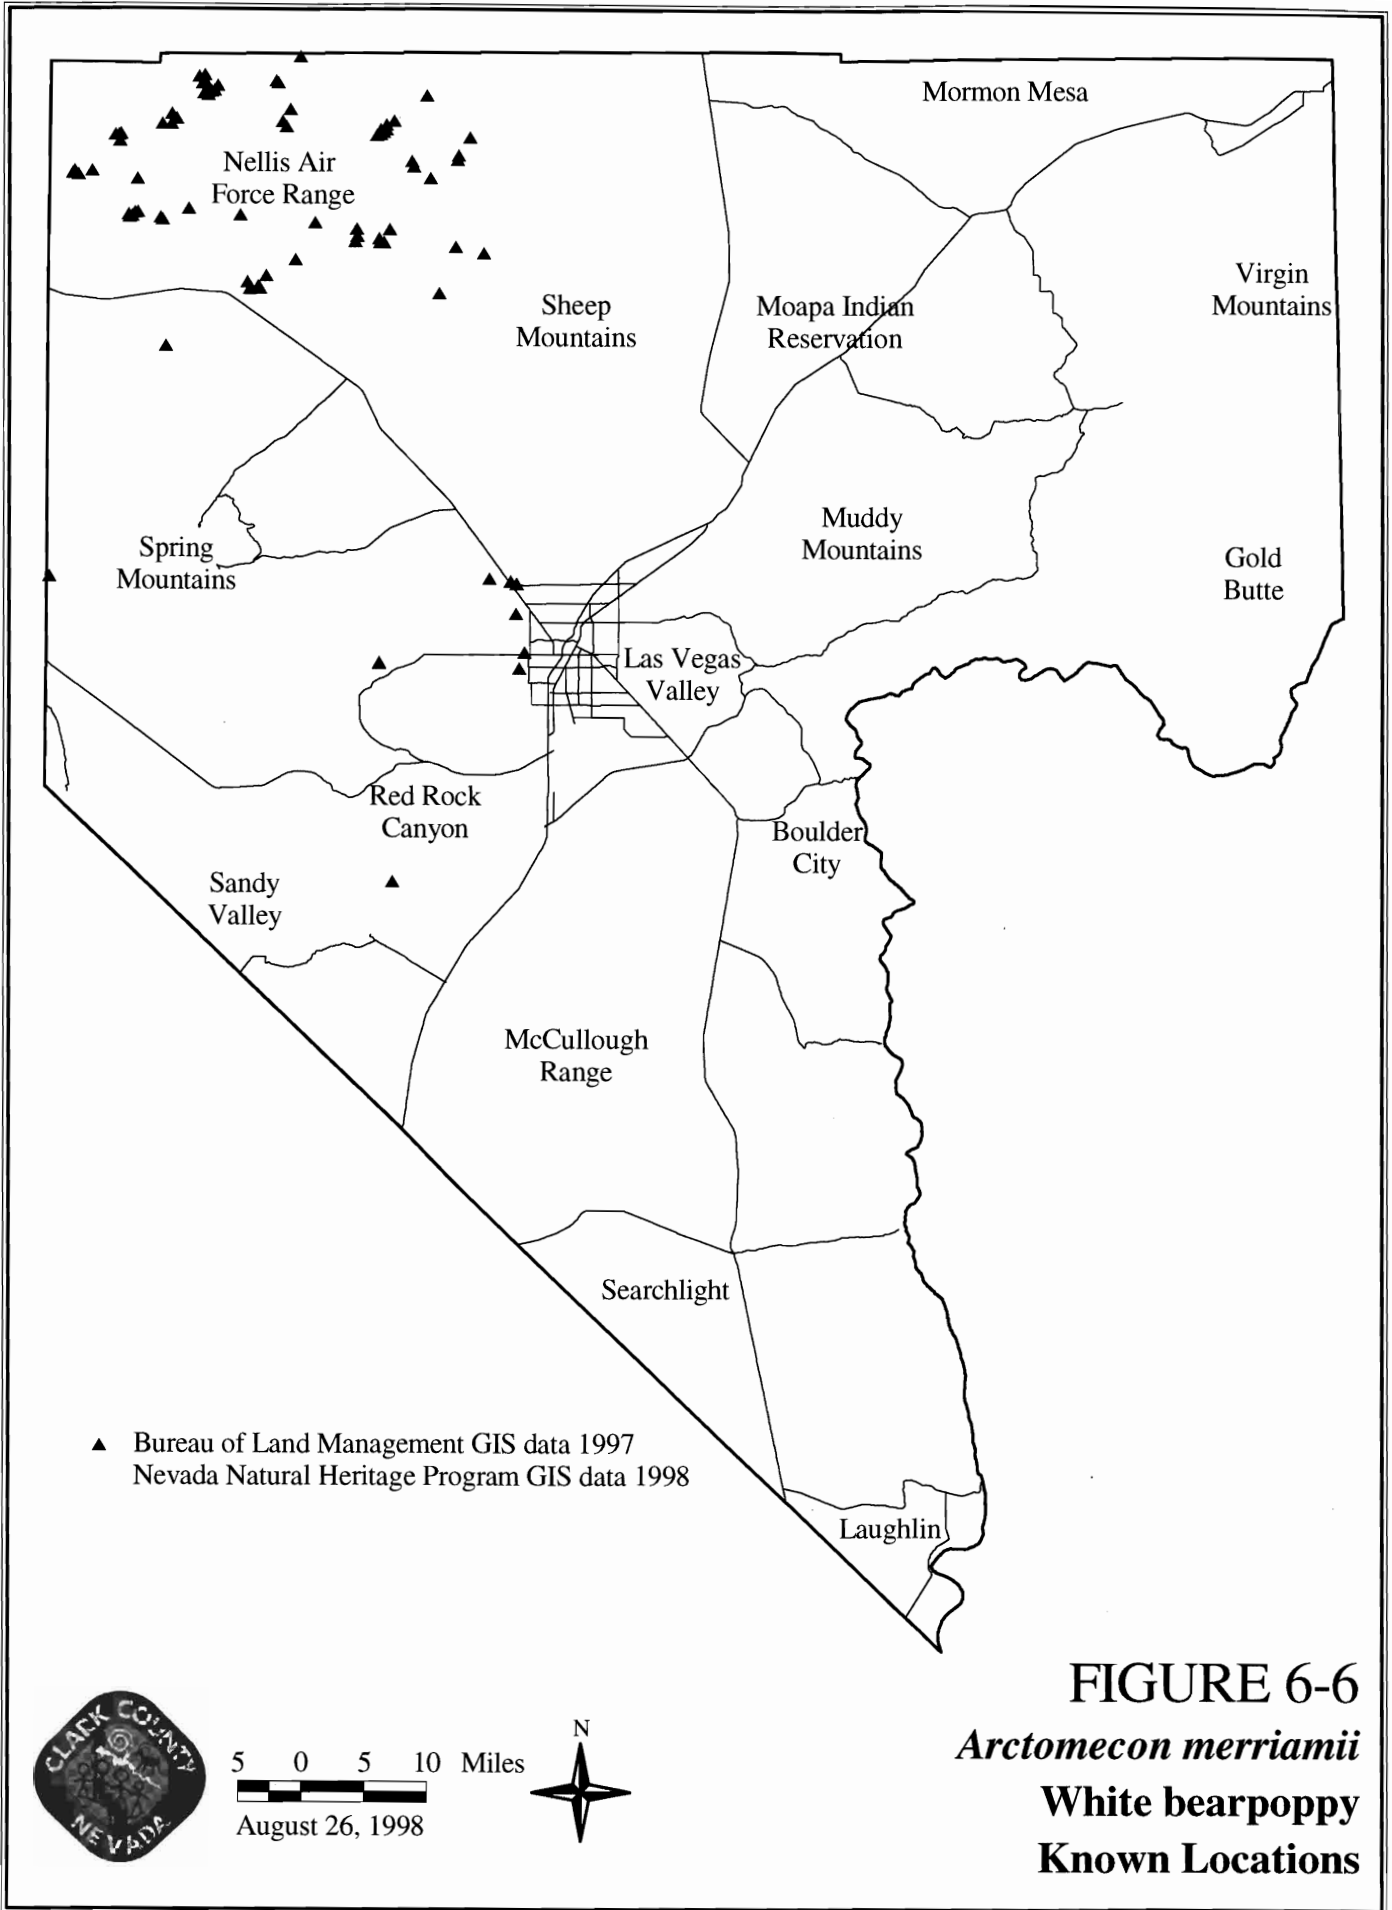 Mormon Mesa
Nellis Air
Force Range
Virgin
Mountains
Sheep
Mountains
Moapa Indian
Reservation
Muddy
Mountains
Spring
Mountains
Gold
Butte
Las Vegas
Valley
Red Rock
Canyon
Boulder
City
Sandy
Valley
McCullough
Range
Searchlight
Bureau of Land Management GIS data 1997
Nevada Natural Heritage Program GIS data 1998
Laughlin
FIGURE 6-6
Arctomecon merriamii
White bearpoppy
Known Locations
CLARK COUNTY
NEVADA
5 0 5 10 Miles
August 26, 1998
N